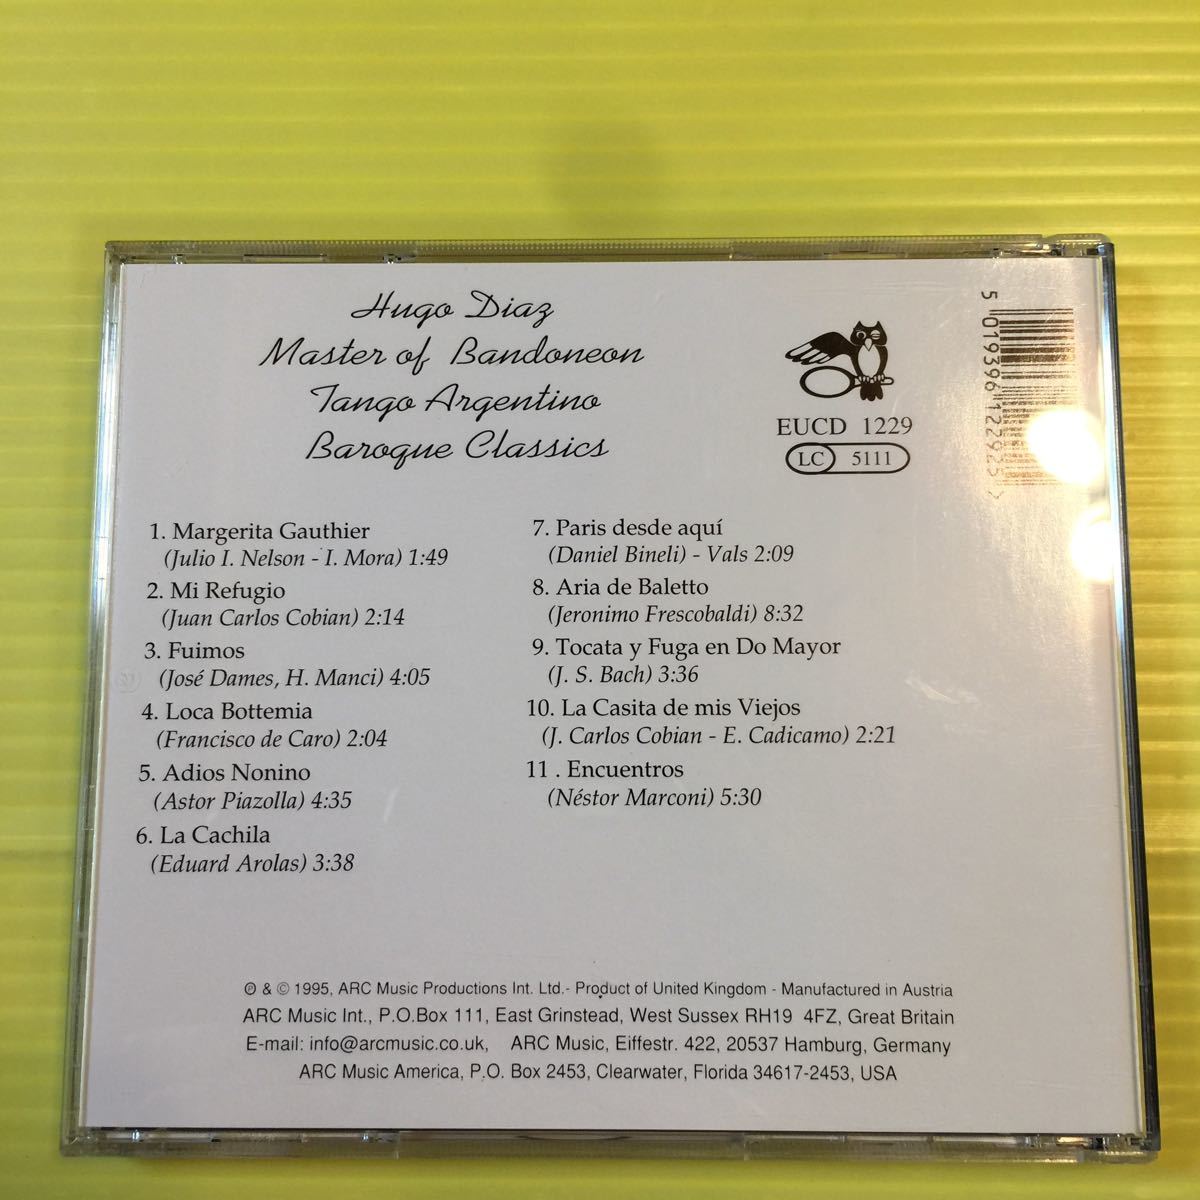 Hugo Diaz
Master of Bandoneon
Tango Argentino
Baroque Classics
EUCD 1229
LC 5111
5 019396 122925 >
1. Margerita Gauthier
(Julio I. Nelson - I. Mora) 1:49
2. Mi Refugio
(Juan Carlos Cobian) 2:14
3. Fuimos
(José Dames, H. Manci) 4:05
4. Loca Bottemia
(Francisco de Caro) 2:04
5. Adios Nonino
(Astor Piazolla) 4:35
6. La Cachila
(Eduard Arolas) 3:38
7. Paris desde aquí
(Daniel Bineli) - Vals 2:09
8. Aria de Baletto
(Jeronimo Frescobaldi) 8:32
9. Tocata y Fuga en Do Mayor
(J. S. Bach) 3:36
10. La Casita de mis Viejos
(J. Carlos Cobian - E. Cadicamo) 2:21
11 . Encuentros
(Néstor Marconi) 5:30
℗ & © 1995, ARC Music Productions Int. Ltd.- Product of United Kingdom - Manufactured in Austria
ARC Music Int., P.O.Box 111, East Grinstead, West Sussex RH19 4FZ, Great Britain
E-mail: info@arcmusic.co.uk, ARC Music, Eiffestr. 422, 20537 Hamburg, Germany
ARC Music America, P.O. Box 2453, Clearwater, Florida 34617-2453, USA